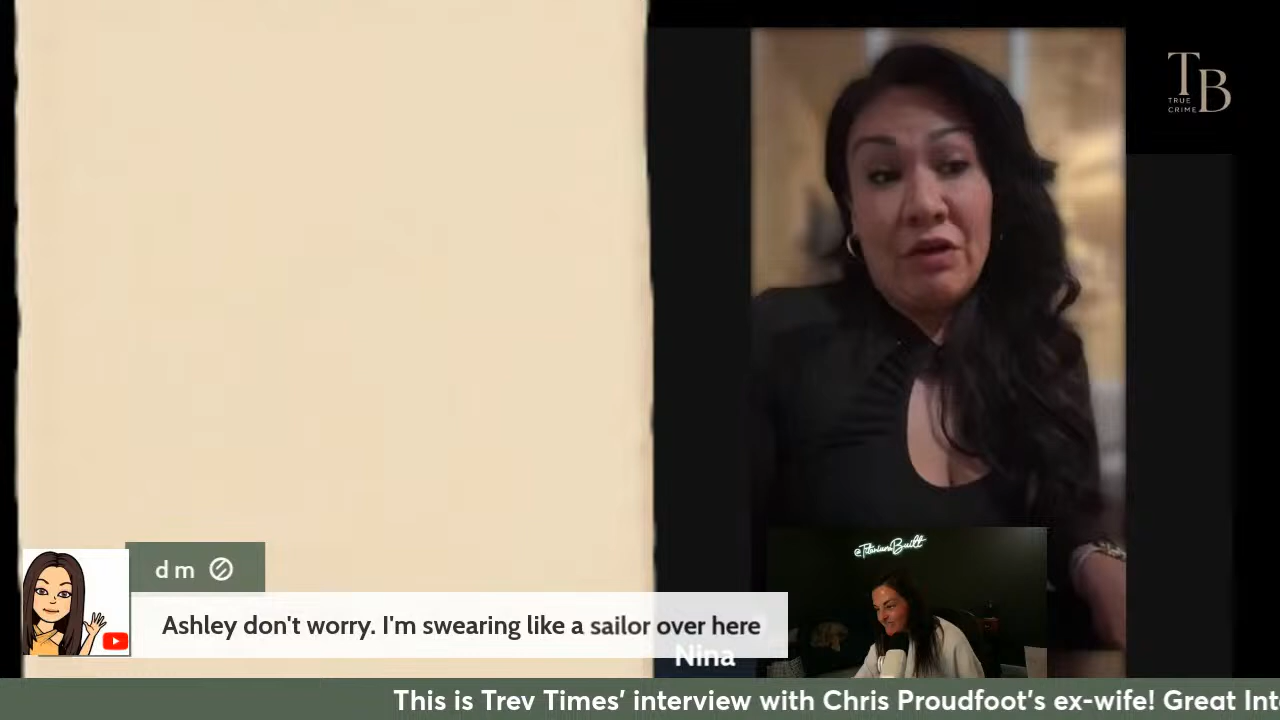 TB
TRUE
CRIME
@TitaniumBuilt
d m
Ashley don't worry. I'm swearing like a sailor over here
Nina
This is Trev Times' interview with Chris Proudfoot's ex-wife! Great Int